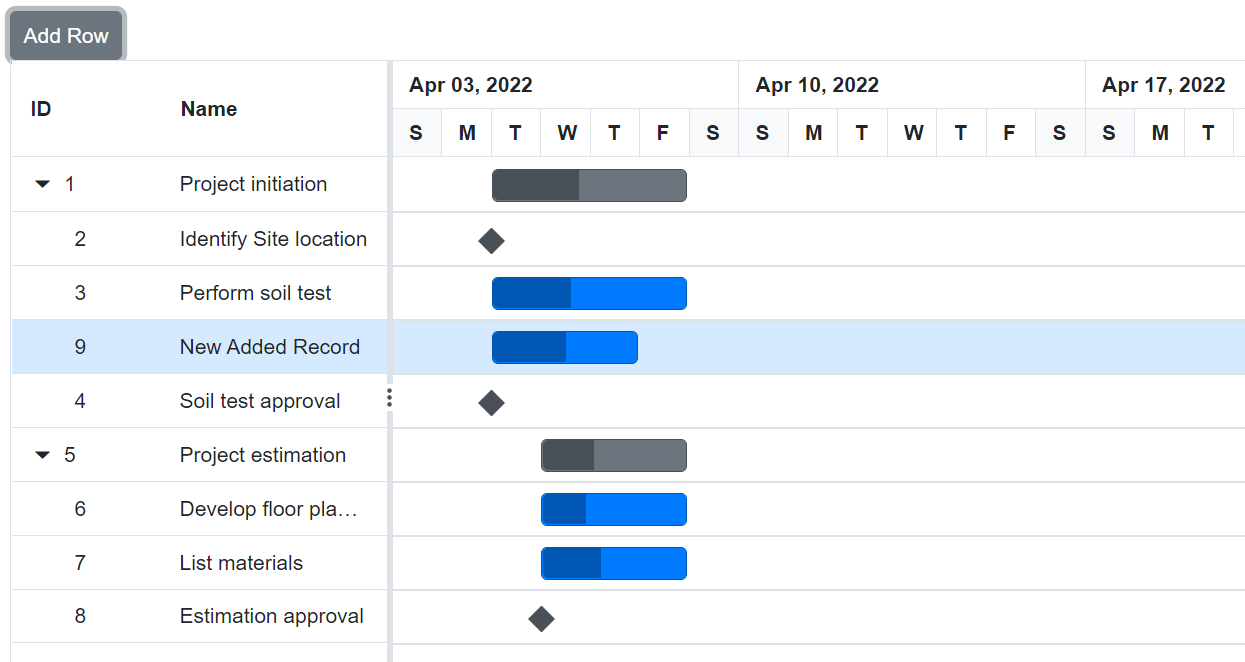 Add Row
ID Name Apr 03, 2022 Apr 10, 2022 Apr 17, 2022
S M T W T F S S M T W T F S S M T
1 Project initiation
2 Identify Site location
3 Perform soil test
9 New Added Record
4 Soil test approval
5 Project estimation
6 Develop floor pla…
7 List materials
8 Estimation approval